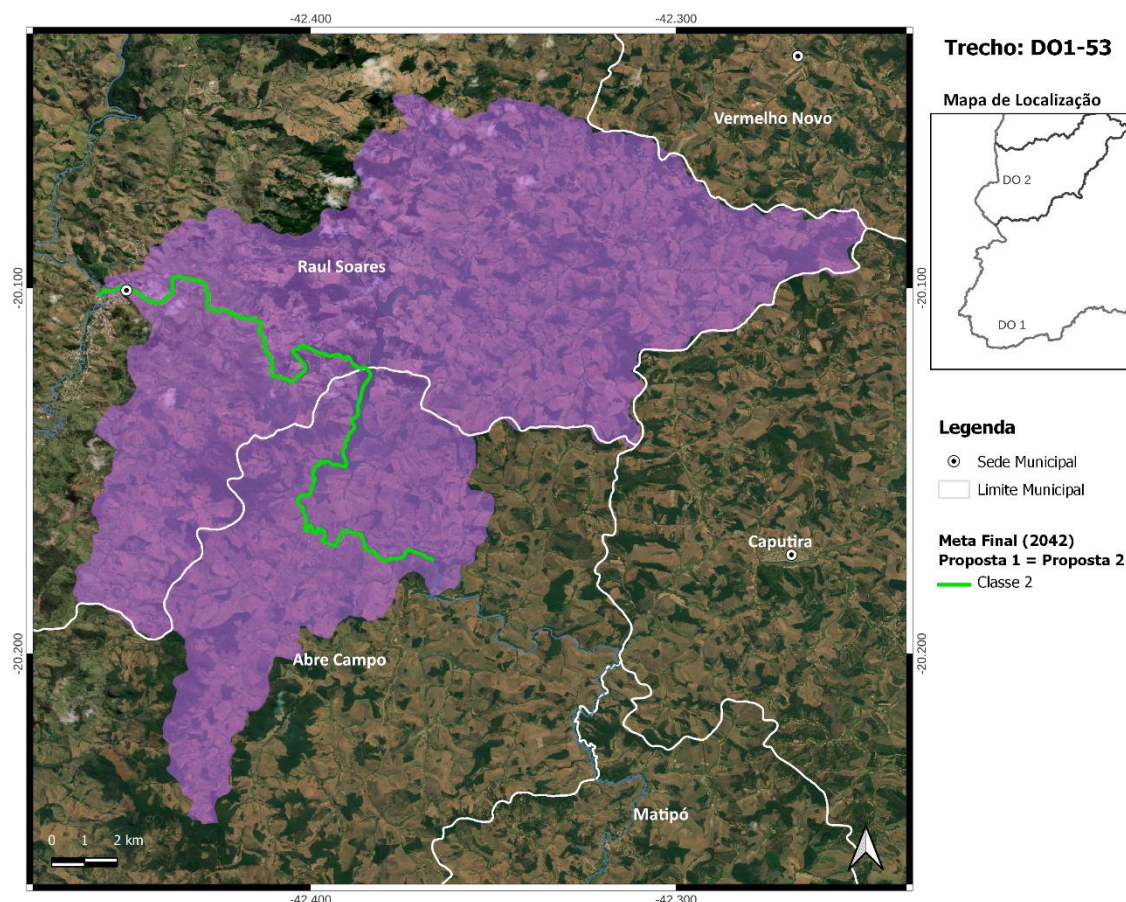 -42.400
-42.300
Trecho: DO1-53
Mapa de Localização
DO 2
DO 1
Vermelho Novo
Raul Soares
-20.100
-20.100
Legenda
Sede Municipal
Limite Municipal
Meta Final (2042)
Proposta 1 = Proposta 2
Classe 2
Caputira
-20.200
-20.200
Abre Campo
Matipó
0 1 2 km
-42.400
-42.300